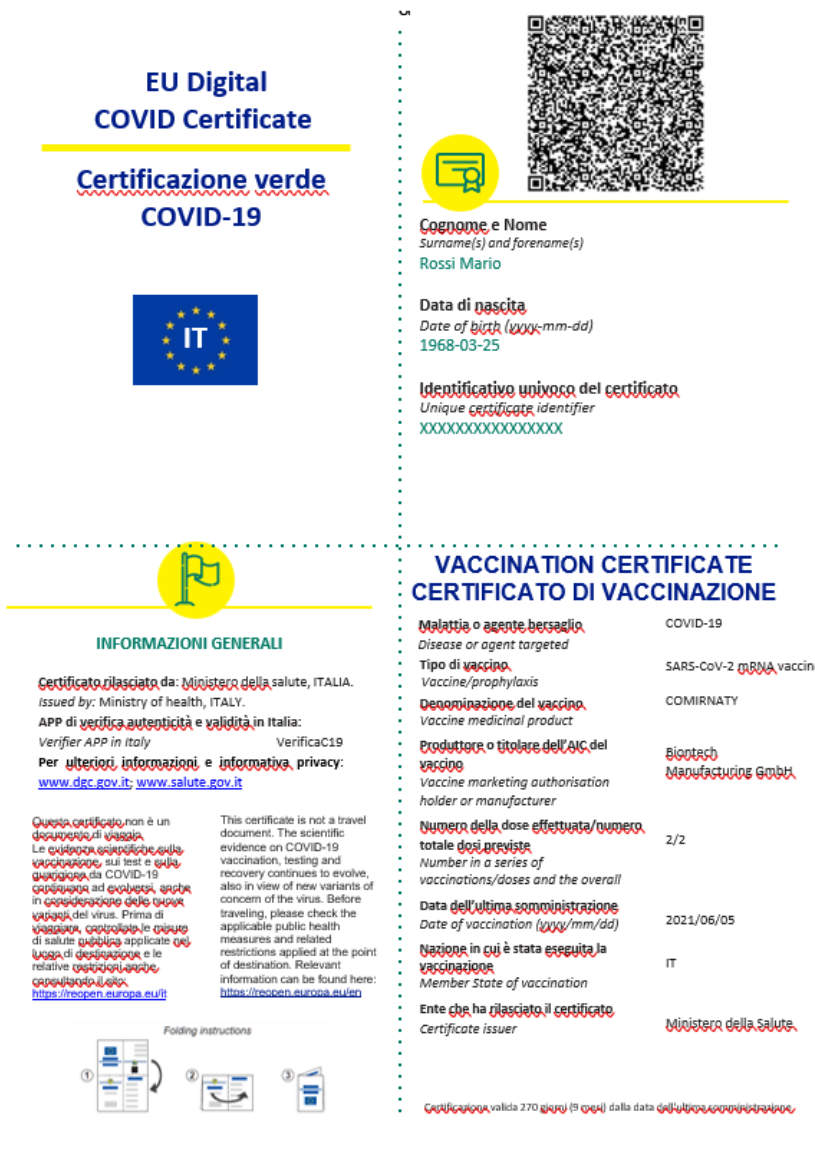 EU Digital
COVID Certificate
Certificazione verde
COVID-19
IT
Cognome e Nome
Surname(s) and forename(s)
Rossi Mario
Data di nascita
Date of birth (yyyy-mm-dd)
1968-03-25
Identificativo univoco del certificato
Unique certificate identifier
XXXXXXXXXXXXXXXX
INFORMAZIONI GENERALI
Certificato rilasciato da: Ministero della salute, ITALIA.
Issued by: Ministry of health, ITALY.
APP di verifica autenticità e validità in Italia:
Verifier APP in Italy VerificaC19
Per ulteriori informazioni e informativa privacy:
www.dgc.gov.it; www.salute.gov.it
Questo certificato non è un
documento di viaggio.
Le evidenze scientifiche sulla
vaccinazione, sui test e sulla
guarigione da COVID-19
continuano ad evolversi, anche
in considerazione delle nuove
varianti del virus. Prima di
viaggiare, controllate le misure
di salute pubblica applicate nel
luogo di destinazione e le
relative restrizioni anche
consultando il sito:
https://reopen.europa.eu/it
This certificate is not a travel
document. The scientific
evidence on COVID-19
vaccination, testing and
recovery continues to evolve,
also in view of new variants of
concern of the virus. Before
traveling, please check the
applicable public health
measures and related
restrictions applied at the point
of destination. Relevant
information can be found here:
https://reopen.europa.eu/en
Folding instructions
1
2
3
VACCINATION CERTIFICATE
CERTIFICATO DI VACCINAZIONE
Malattia o agente bersaglio
Disease or agent targeted
COVID-19
Tipo di vaccino
Vaccine/prophylaxis
SARS-CoV-2 mRNA vaccin
Denominazione del vaccino
Vaccine medicinal product
COMIRNATY
Produttore o titolare dell'AIC del
vaccino
Vaccine marketing authorisation
holder or manufacturer
Biontech
Manufacturing GmbH
Numero della dose effettuata/numero
totale dosi previste
Number in a series of
vaccinations/doses and the overall
2/2
Data dell'ultima somministrazione
Date of vaccination (yyyy/mm/dd)
2021/06/05
Nazione in cui è stata eseguita la
vaccinazione
Member State of vaccination
IT
Ente che ha rilasciato il certificato
Certificate issuer
Ministero della Salute
Certificazione valida 270 giorni (9 mesi) dalla data dell'ultima somministrazione